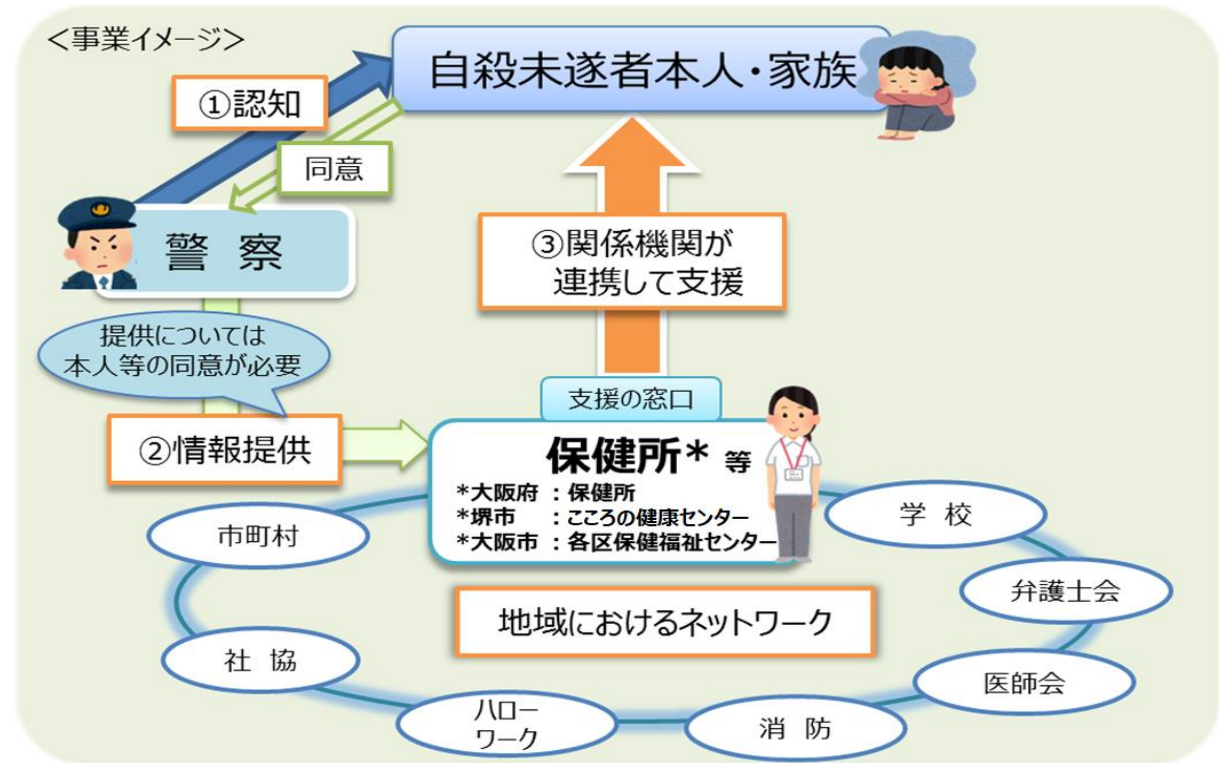 ＜事業イメージ＞
自殺未遂者本人・家族
①認知
同意
警 察
③関係機関が
連携して支援
提供については
本人等の同意が必要
支援の窓口
②情報提供
保健所* 等
*大阪府 ：保健所
*堺市 ：こころの健康センター
*大阪市 ：各区保健福祉センター
市町村
学 校
弁護士会
地域におけるネットワーク
社 協
医師会
ハロー
ワーク
消 防